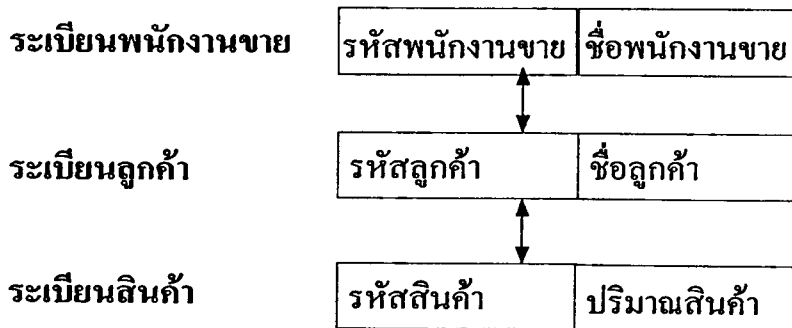 ระเบียนพนักงานขาย รหัสพนักงานขาย ชื่อพนักงานขาย
ระเบียนลูกค้า รหัสลูกค้า ชื่อลูกค้า
ระเบียนสินค้า รหัสสินค้า ปริมาณสินค้า